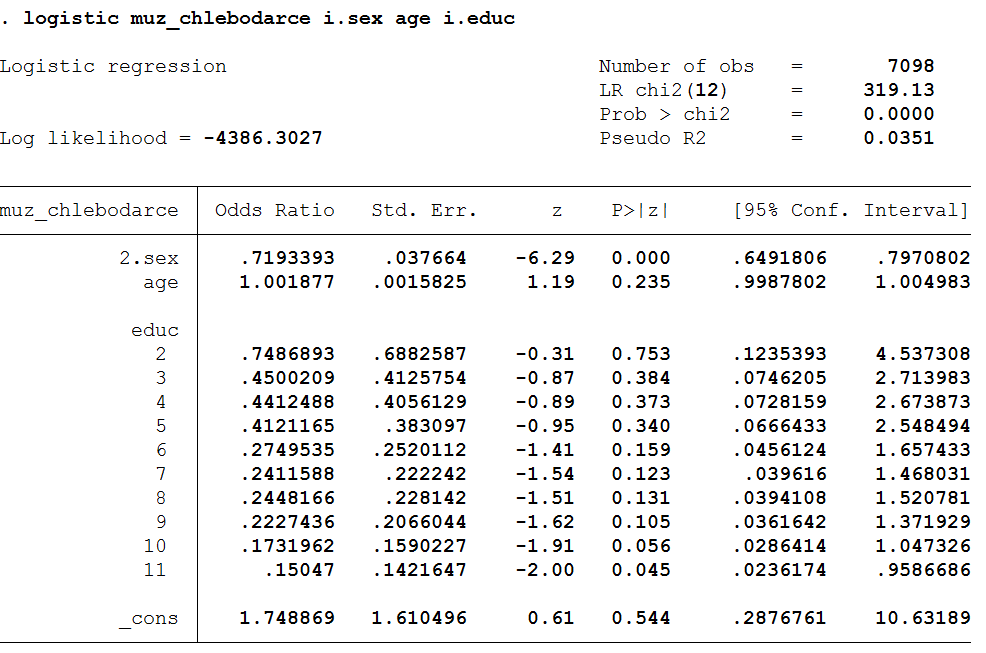 . logistic muz_chlebodarce i.sex age i.educ
Logistic regression Number of obs = 7098
LR chi2(12) = 319.13
Prob > chi2 = 0.0000
Log likelihood = -4386.3027 Pseudo R2 = 0.0351
muz_chlebodarce Odds Ratio Std. Err. z P>|z| [95% Conf. Interval]
2.sex .7193393 .037664 -6.29 0.000 .6491806 .7970802
age 1.001877 .0015825 1.19 0.235 .9987802 1.004983
educ
2 .7486893 .6882587 -0.31 0.753 .1235393 4.537308
3 .4500209 .4125754 -0.87 0.384 .0746205 2.713983
4 .4412488 .4056129 -0.89 0.373 .0728159 2.673873
5 .4121165 .383097 -0.95 0.340 .0666433 2.548494
6 .2749535 .2520112 -1.41 0.159 .0456124 1.657433
7 .2411588 .222242 -1.54 0.123 .039616 1.468031
8 .2448166 .228142 -1.51 0.131 .0394108 1.520781
9 .2227436 .2066044 -1.62 0.105 .0361642 1.371929
10 .1731962 .1590227 -1.91 0.056 .0286414 1.047326
11 .15047 .1421647 -2.00 0.045 .0236174 .9586686
_cons 1.748869 1.610496 0.61 0.544 .2876761 10.63189